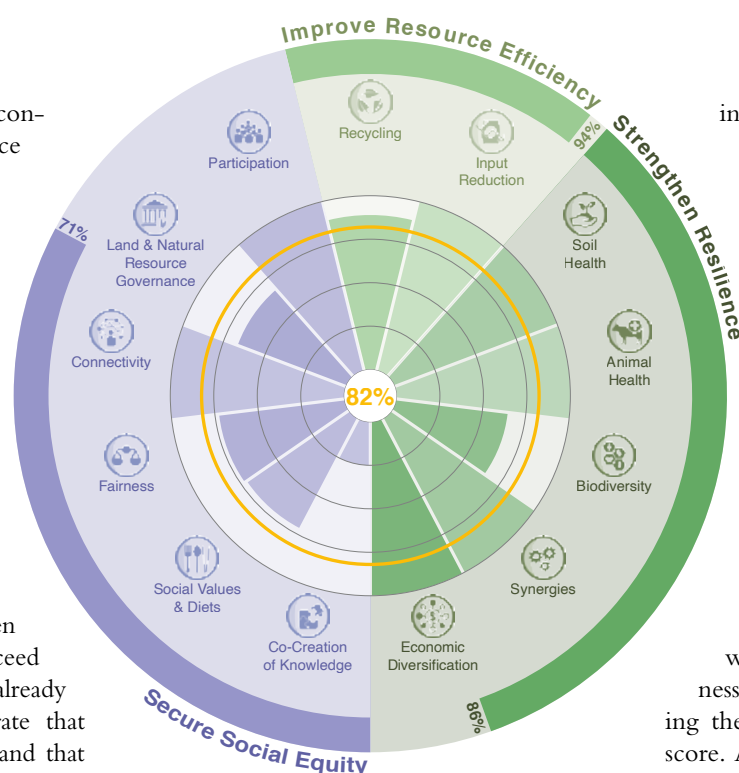 Improve Resource Efficiency
con-
ce
in
Recycling
Input
Reduction
94%
Strengthen Resilience
Participation
Soil
Health
71%
Land & Natural
Resource
Governance
Connectivity
Animal
Health
82%
Fairness
Biodiversity
Social Values
& Diets
Synergies
Co-Creation
of Knowledge
Economic
Diversification
86%
Secure Social Equity
en
ceed
already
rate that
and that
w
ness
ing the
score. A